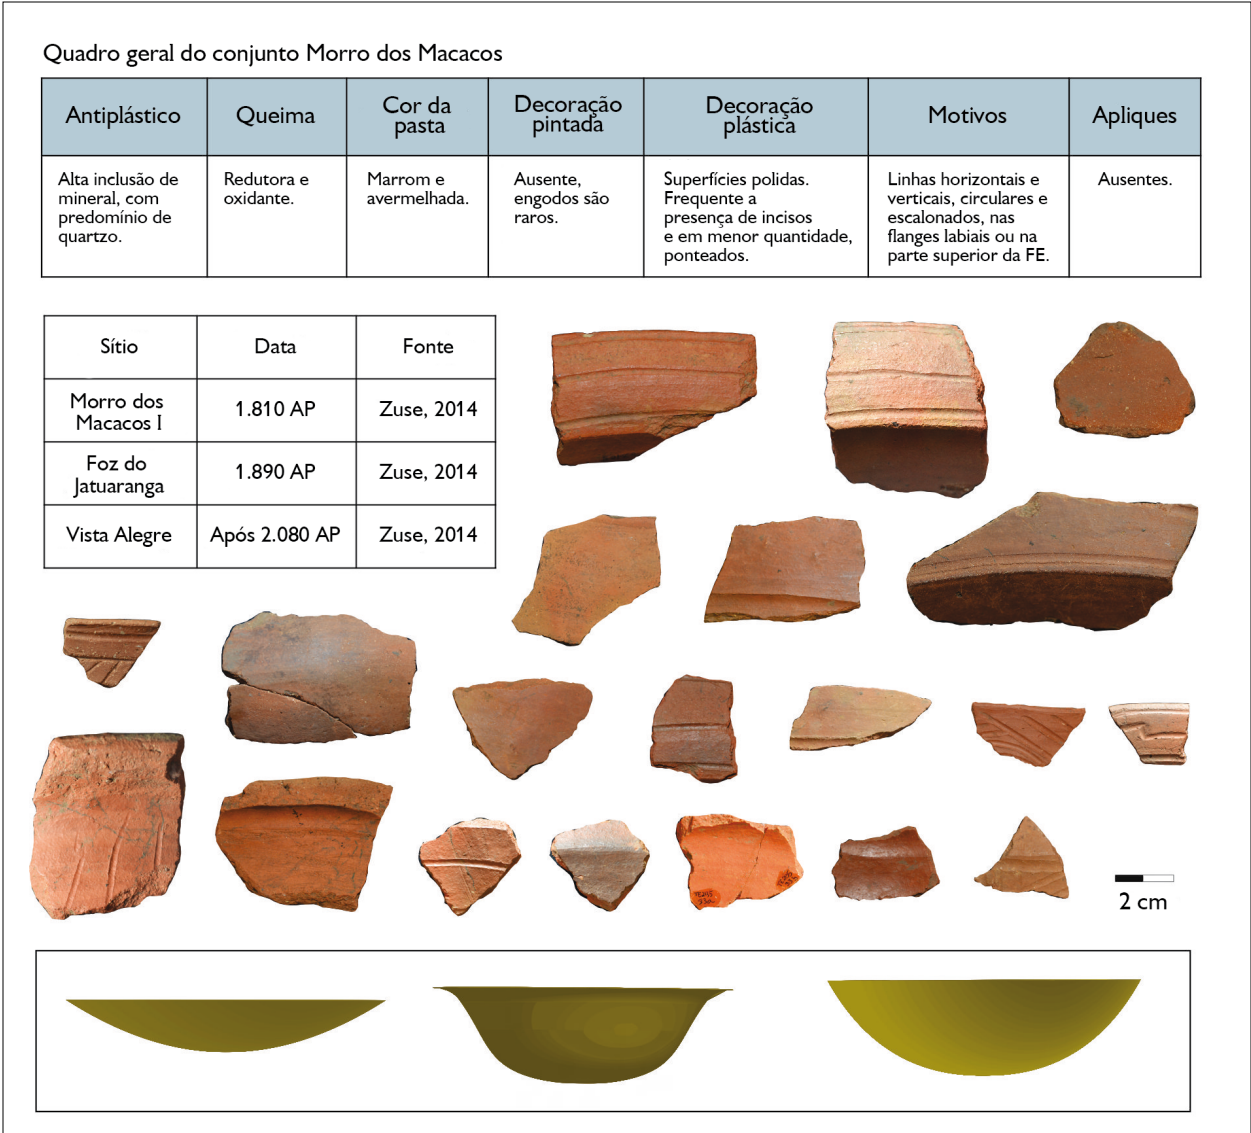 Quadro geral do conjunto Morro dos Macacos
Antiplástico
Queima
Cor da
pasta
Decoração
pintada
Decoração
plástica
Motivos
Apliques
Alta inclusão de
mineral, com
predomínio de
quartzo.
Redutora e
oxidante.
Marrom e
avermelhada.
Ausente,
engodos são
raros.
Superfícies polidas.
Frequente a
presença de incisos
e em menor quantidade,
ponteados.
Linhas horizontais e
verticais, circulares e
escalonados, nas
flanges labiais ou na
parte superior da FE.
Ausentes.
Sítio
Data
Fonte
Morro dos
Macacos I
1.810 AP
Zuse, 2014
Foz do
Jatuaranga
1.890 AP
Zuse, 2014
Vista Alegre
Após 2.080 AP
Zuse, 2014
2 cm